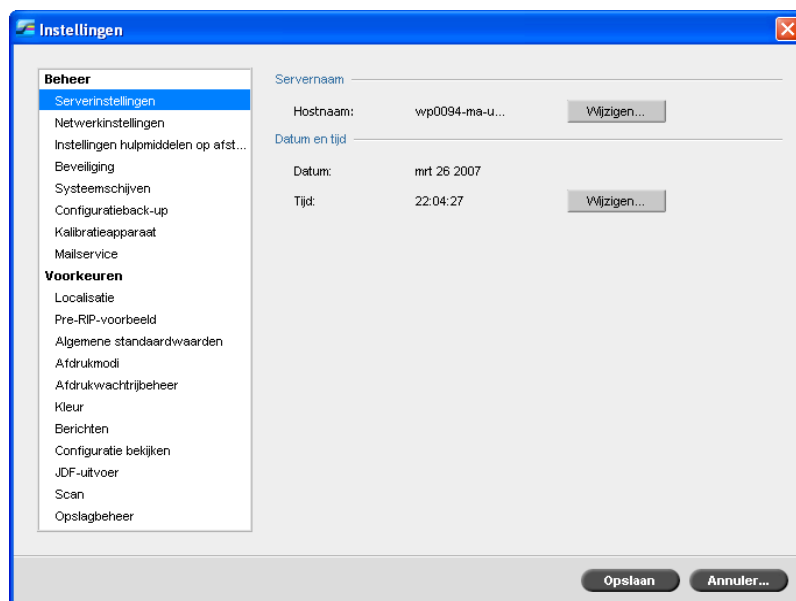 Instellingen
Beheer
Serverinstellingen
Netwerkinstellingen
Instellingen hulpmiddelen op afst...
Beveiliging
Systeemschijven
Configuratieback-up
Kalibratieapparaat
Mailservice
Voorkeuren
Localisatie
Pre-RIP-voorbeeld
Algemene standaardwaarden
Afdrukmodi
Afdrukwachtrijbeheer
Kleur
Berichten
Configuratie bekijken
JDF-uitvoer
Scan
Opslagbeheer
Servernaam
Hostnaam: wp0094-ma-u... Wijzigen...
Datum en tijd
Datum: mrt 26 2007
Tijd: 22:04:27 Wijzigen...
Opslaan Annuler...